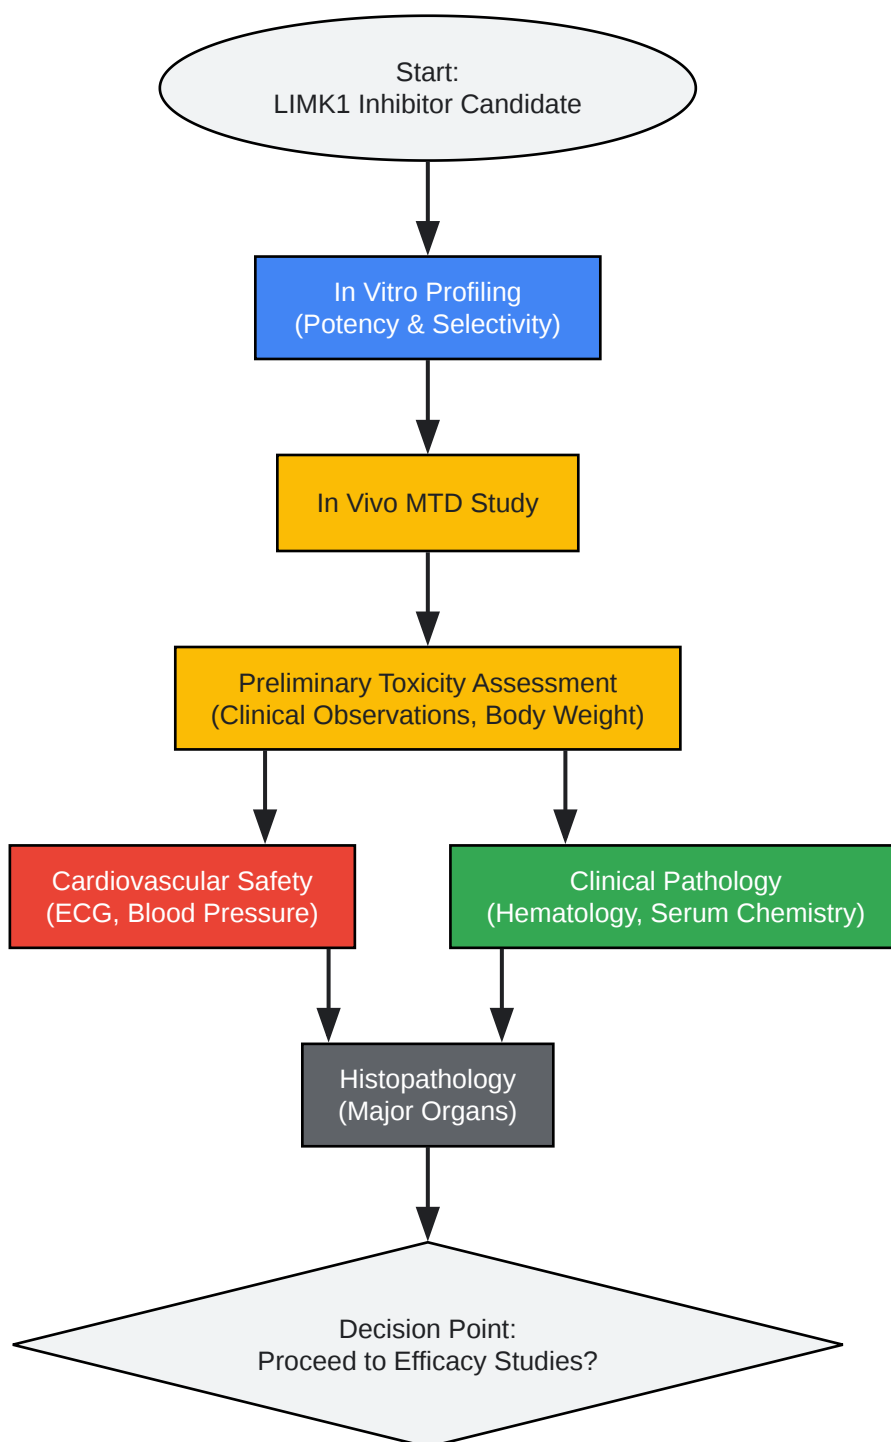 Start:
LIMK1 Inhibitor Candidate
In Vitro Profiling
(Potency & Selectivity)
In Vivo MTD Study
Preliminary Toxicity Assessment
(Clinical Observations, Body Weight)
Cardiovascular Safety
(ECG, Blood Pressure)
Clinical Pathology
(Hematology, Serum Chemistry)
Histopathology
(Major Organs)
Decision Point:
Proceed to Efficacy Studies?